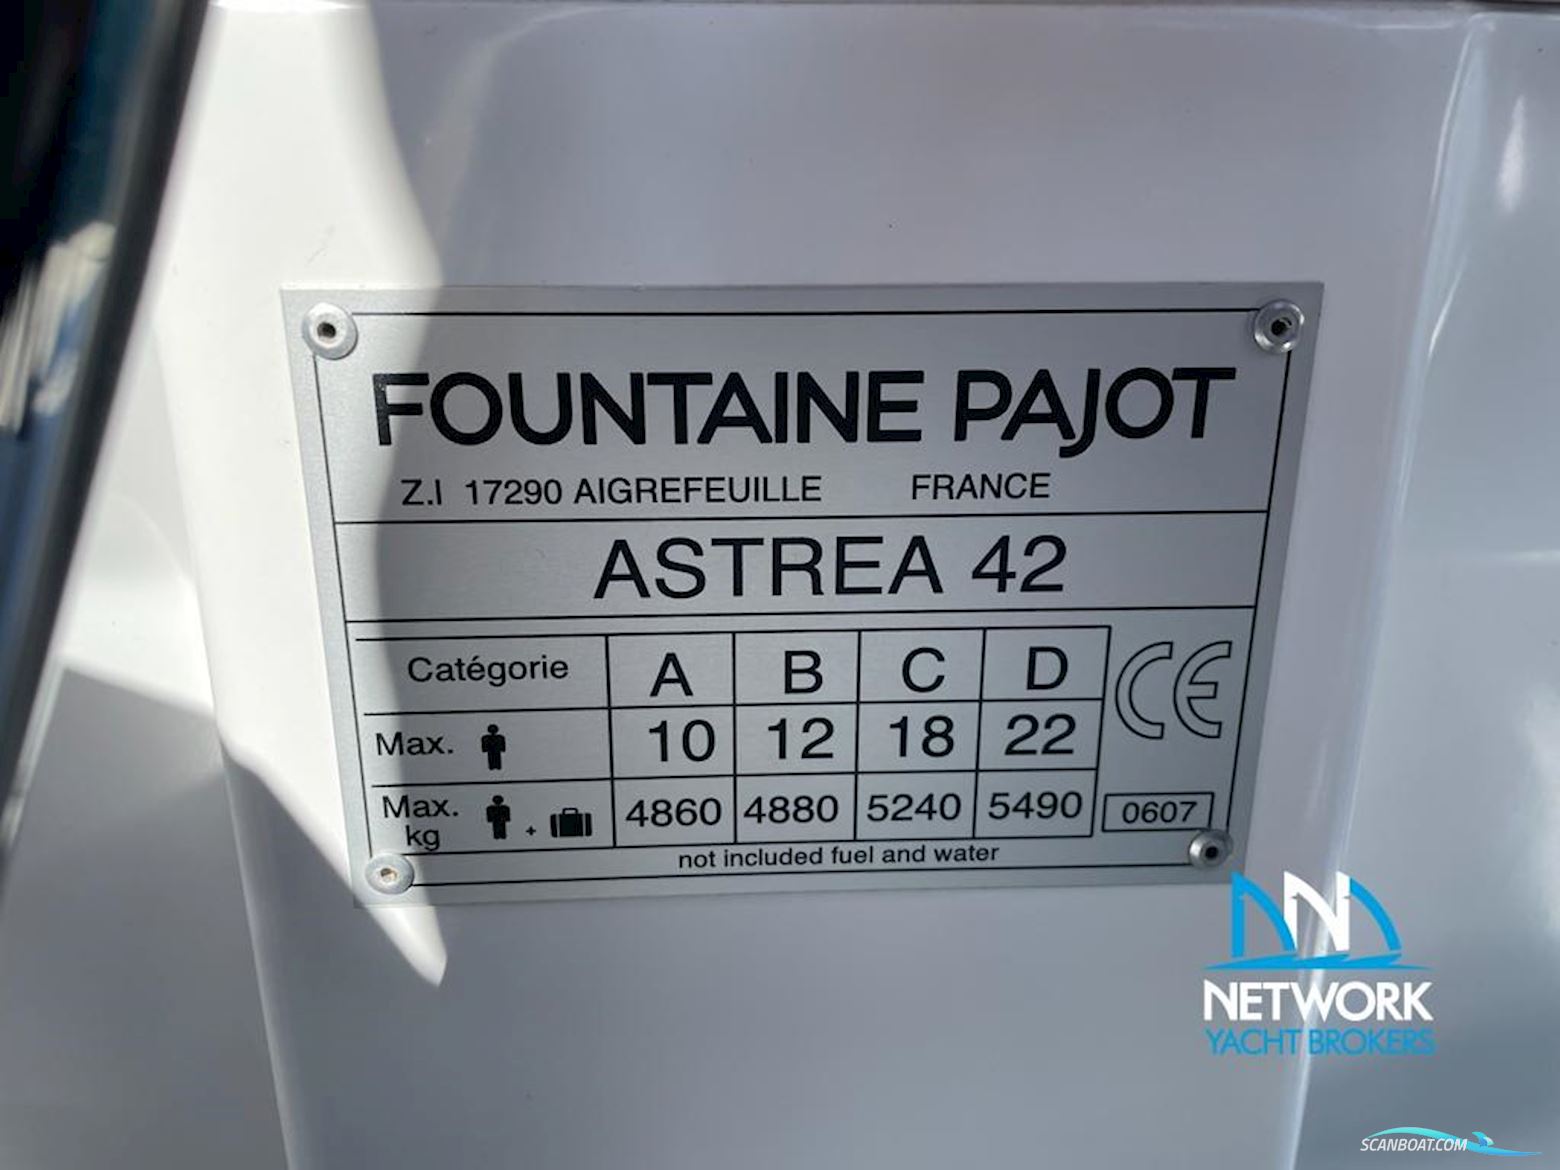 FOUNTAINE PAJOT
Z.I 17290 AIGREFEUILLE FRANCE
ASTREA 42
Catégorie A B C D
Max. 10 12 18 22
Max. kg + 4860 4880 5240 5490
CE
0607
not included fuel and water
NETWORK
YACHT BROKERS
SCANBOAT.COM